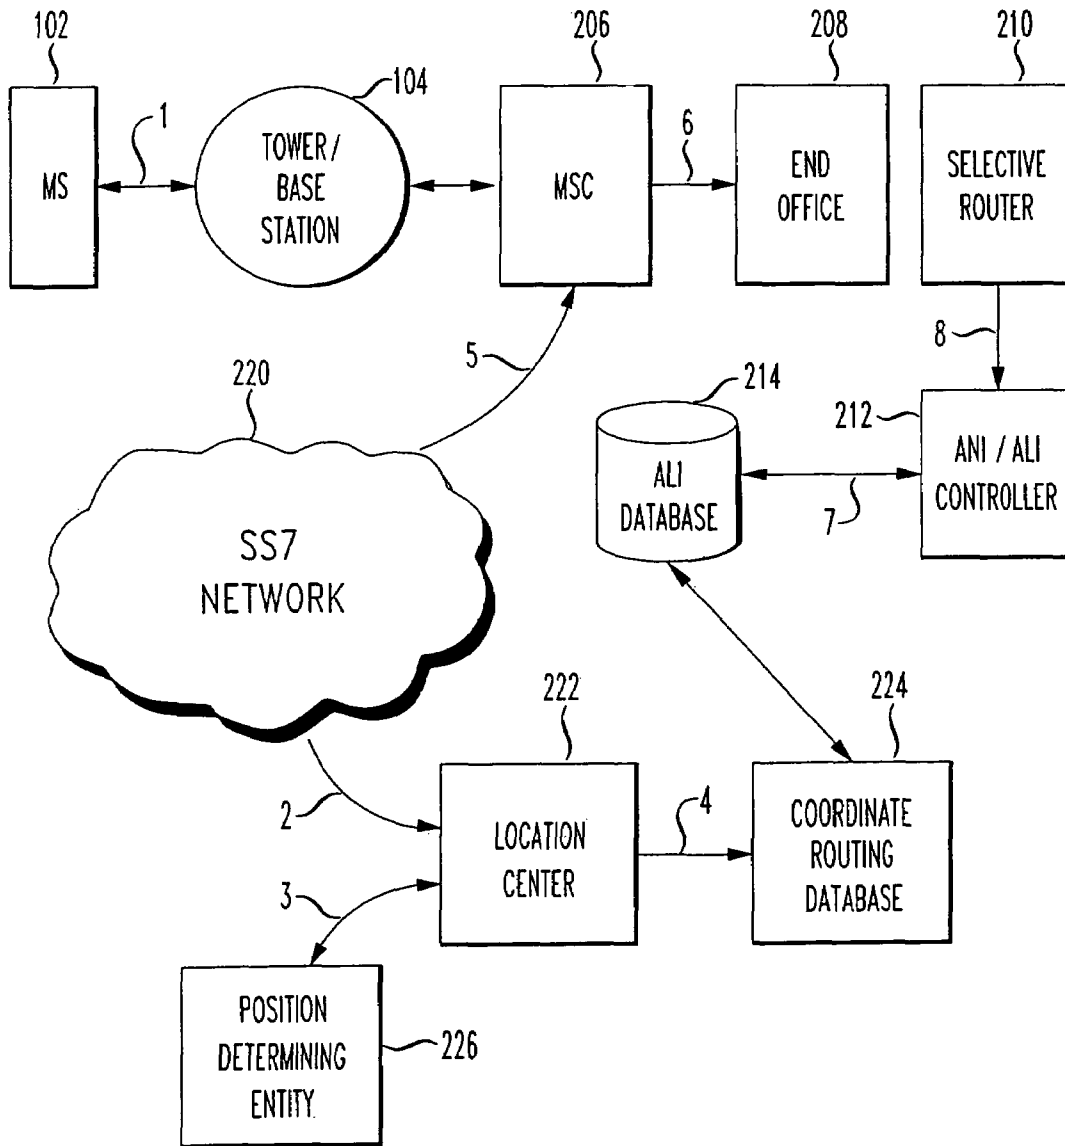 102
206
208
210
104
1
6
MS
TOWER /
BASE
STATION
MSC
END
OFFICE
SELECTIVE
ROUTER
5
8
220
214
212
SS7
NETWORK
ALI
DATABASE
7
ANI / ALI
CONTROLLER
222
224
2
4
LOCATION
CENTER
COORDINATE
ROUTING
DATABASE
3
POSITION
DETERMINING
ENTITY
226